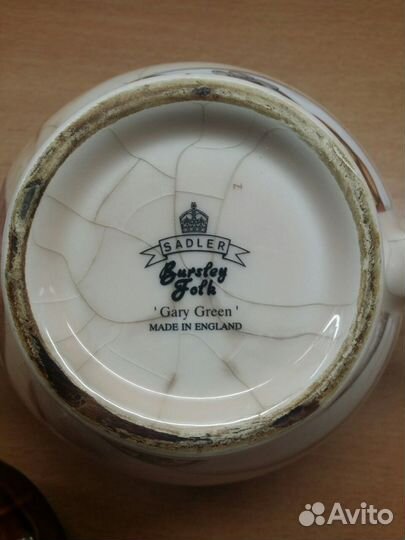 SADLER
Bursley
Folk
' Gary Green '
MADE IN ENGLAND
Avito